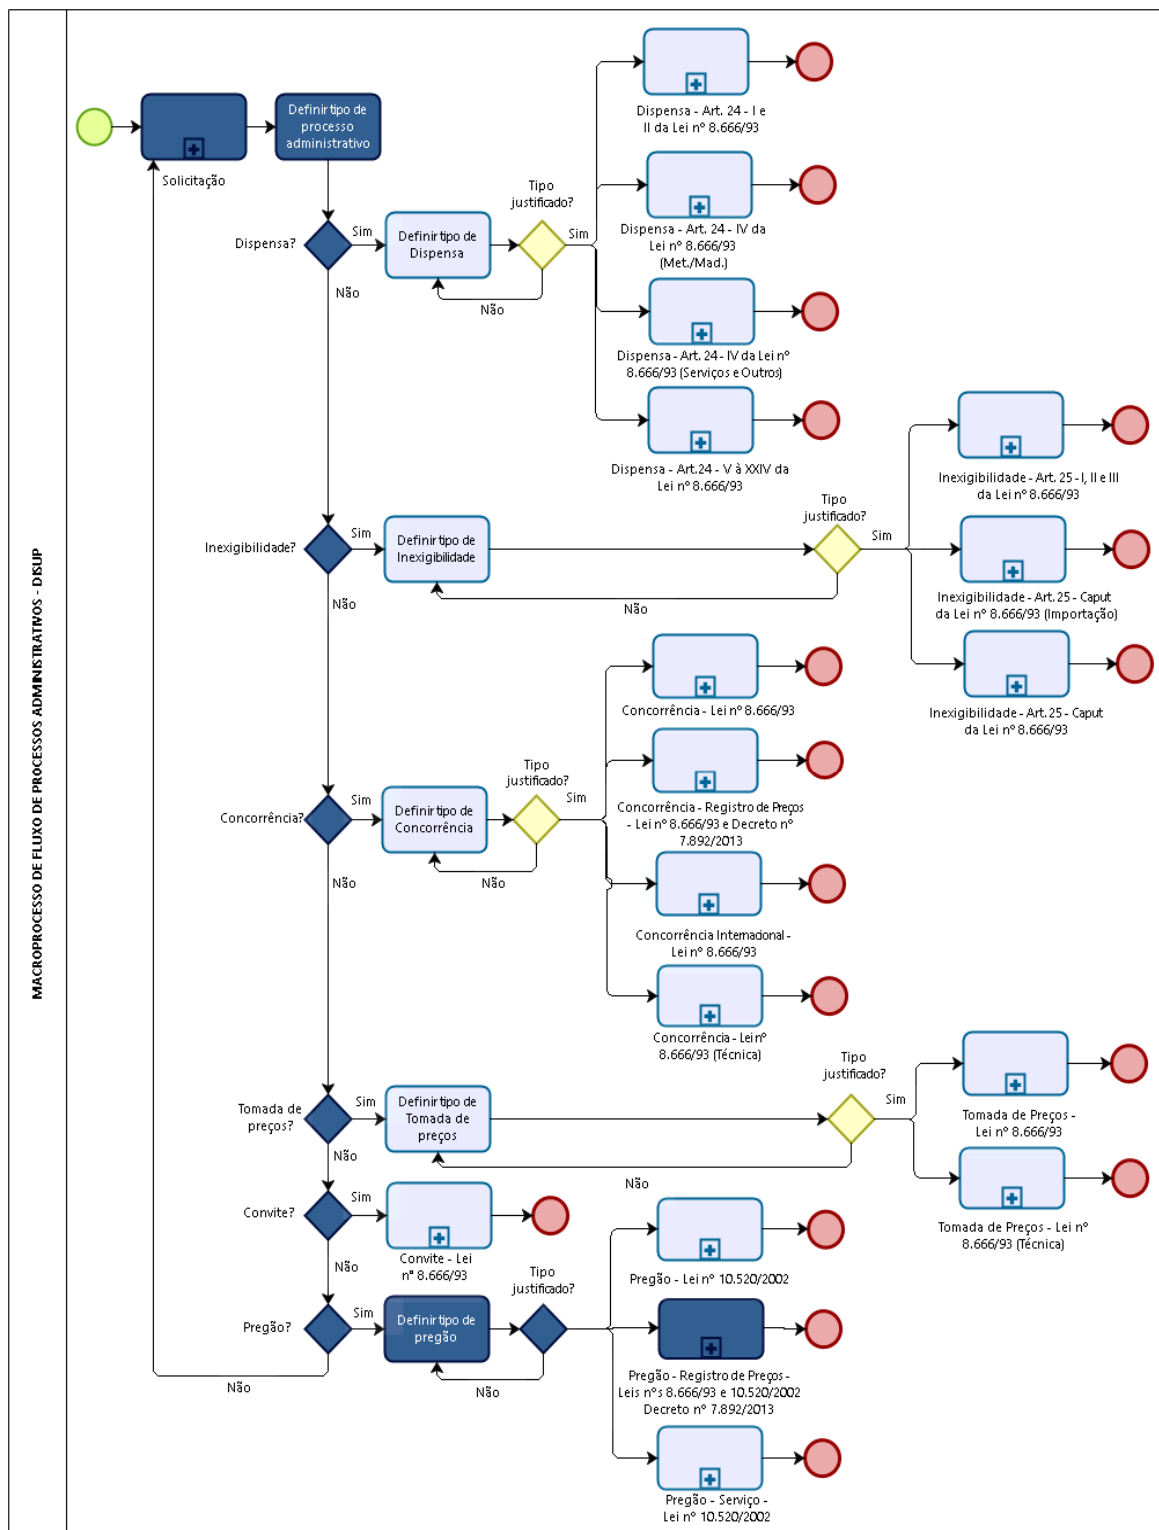 MACROPROCESSO DE FLUXO DE PROCESSOS ADMINISTRATIVOS - DISUP
Solicitação
Definir tipo de
processo
administrativo
Dispensa?
Sim
Não
Definir tipo de
Dispensa
Tipo
justificado?
Sim
Não
Dispensa - Art. 24 - I e
II da Lei nº 8.666/93
Dispensa - Art. 24 - IV da
Lei nº 8.666/93
(Met./Mad.)
Dispensa - Art. 24 - IV da Lei nº
8.666/93 (Serviços e Outros)
Dispensa - Art.24 - V à XXIV da
Lei nº 8.666/93
Inexigibilidade?
Sim
Não
Definir tipo de
Inexigibilidade
Tipo
justificado?
Sim
Não
Inexigibilidade - Art. 25 - I, II e III
da Lei nº 8.666/93
Inexigibilidade - Art. 25 - Caput
da Lei nº 8.666/93 (Importação)
Inexigibilidade - Art. 25 - Caput
da Lei nº 8.666/93
Concorrência?
Sim
Não
Definir tipo de
Concorrência
Tipo
justificado?
Sim
Não
Concorrência - Lei nº 8.666/93
Concorrência - Registro de Preços
- Lei nº 8.666/93 e Decreto nº
7.892/2013
Concorrência Internacional -
Lei nº 8.666/93
Concorrência - Lei nº
8.666/93 (Técnica)
Tomada de
preços?
Sim
Não
Definir tipo de
Tomada de
preços
Tipo
justificado?
Sim
Não
Tomada de Preços -
Lei nº 8.666/93
Tomada de Preços - Lei nº
8.666/93 (Técnica)
Convite?
Sim
Não
Convite - Lei
nº 8.666/93
Pregão?
Sim
Não
Definir tipo de
pregão
Tipo
justificado?
Não
Pregão - Lei nº 10.520/2002
Pregão - Registro de Preços -
Leis nºs 8.666/93 e 10.520/2002
Decreto nº 7.892/2013
Pregão - Serviço -
Lei nº 10.520/2002